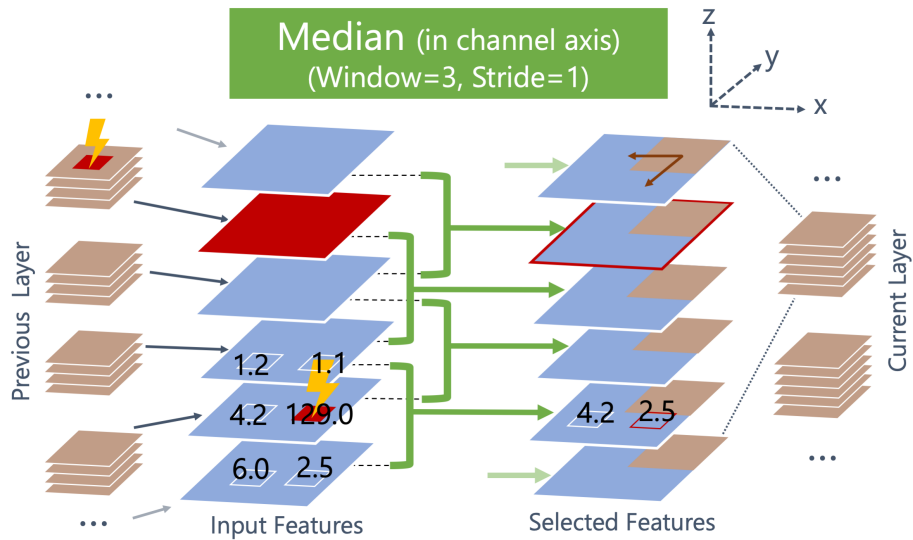 Median (in channel axis)
(Window=3, Stride=1)
z
y
x
...
...
Previous Layer
Current Layer
1.2 1.1
4.2 129.0
6.0 2.5
4.2 2.5
...
...
Input Features
Selected Features